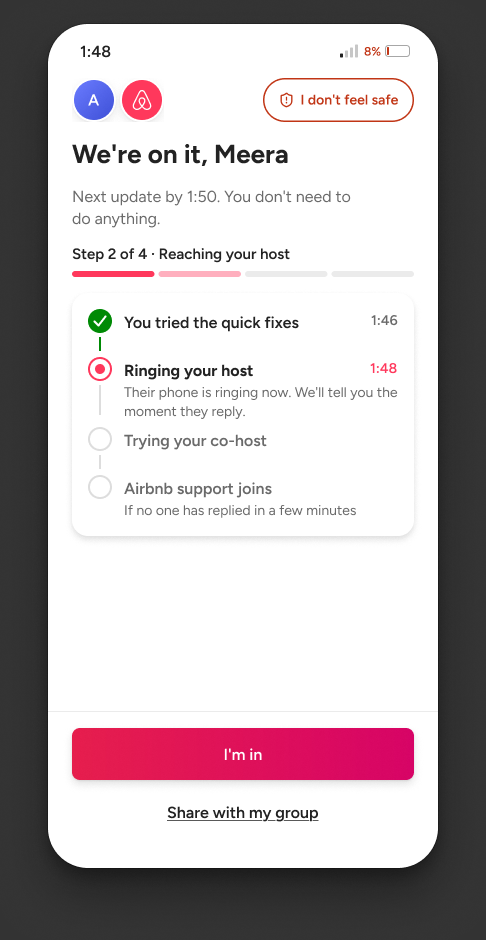 1:48
8%
A
I don't feel safe
We're on it, Meera
Next update by 1:50. You don't need to
do anything.
Step 2 of 4 · Reaching your host
You tried the quick fixes 1:46
Ringing your host 1:48
Their phone is ringing now. We'll tell you the
moment they reply.
Trying your co-host
Airbnb support joins
If no one has replied in a few minutes
I'm in
Share with my group